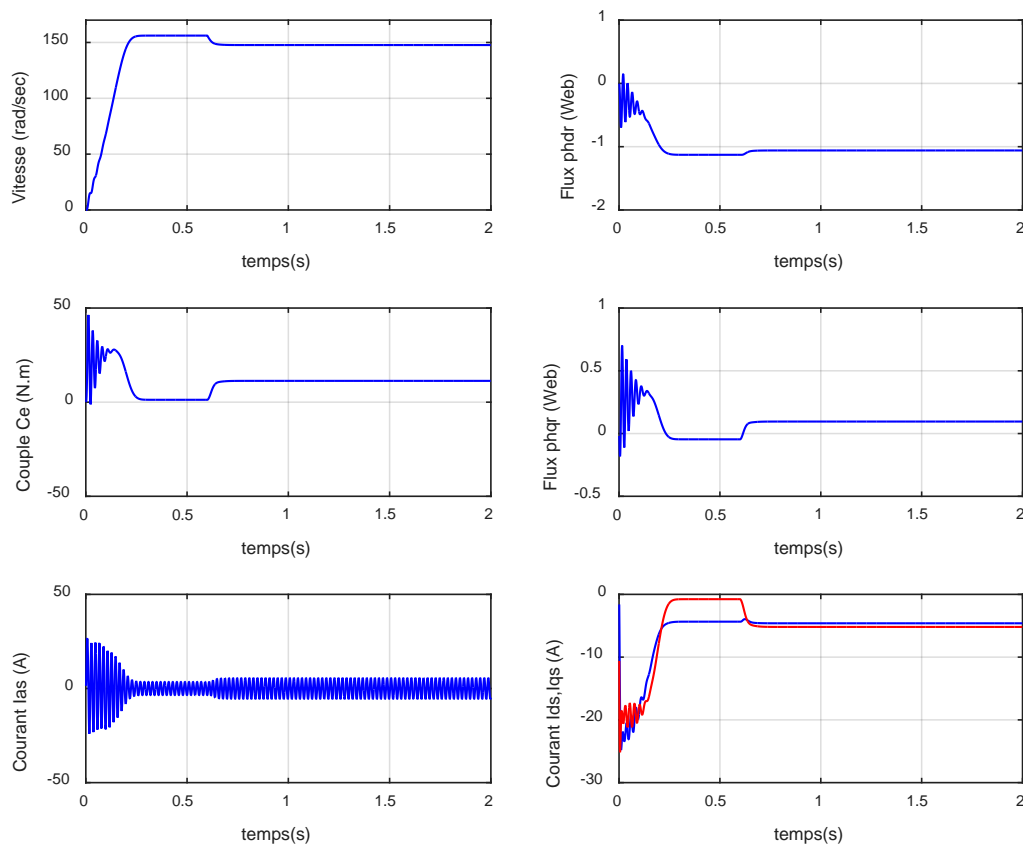 Vitesse (rad/sec)
150
100
50
0
0 0.5 1 1.5 2
temps(s)
Flux phdr (Web)
1
0
-1
-2
0 0.5 1 1.5 2
temps(s)
Couple Ce (N.m)
50
0
-50
0 0.5 1 1.5 2
temps(s)
Flux phqr (Web)
1
0.5
0
-0.5
0 0.5 1 1.5 2
temps(s)
Courant Ias (A)
50
0
-50
0 0.5 1 1.5 2
temps(s)
Courant Ids,Iqs (A)
0
-10
-20
-30
0 0.5 1 1.5 2
temps(s)